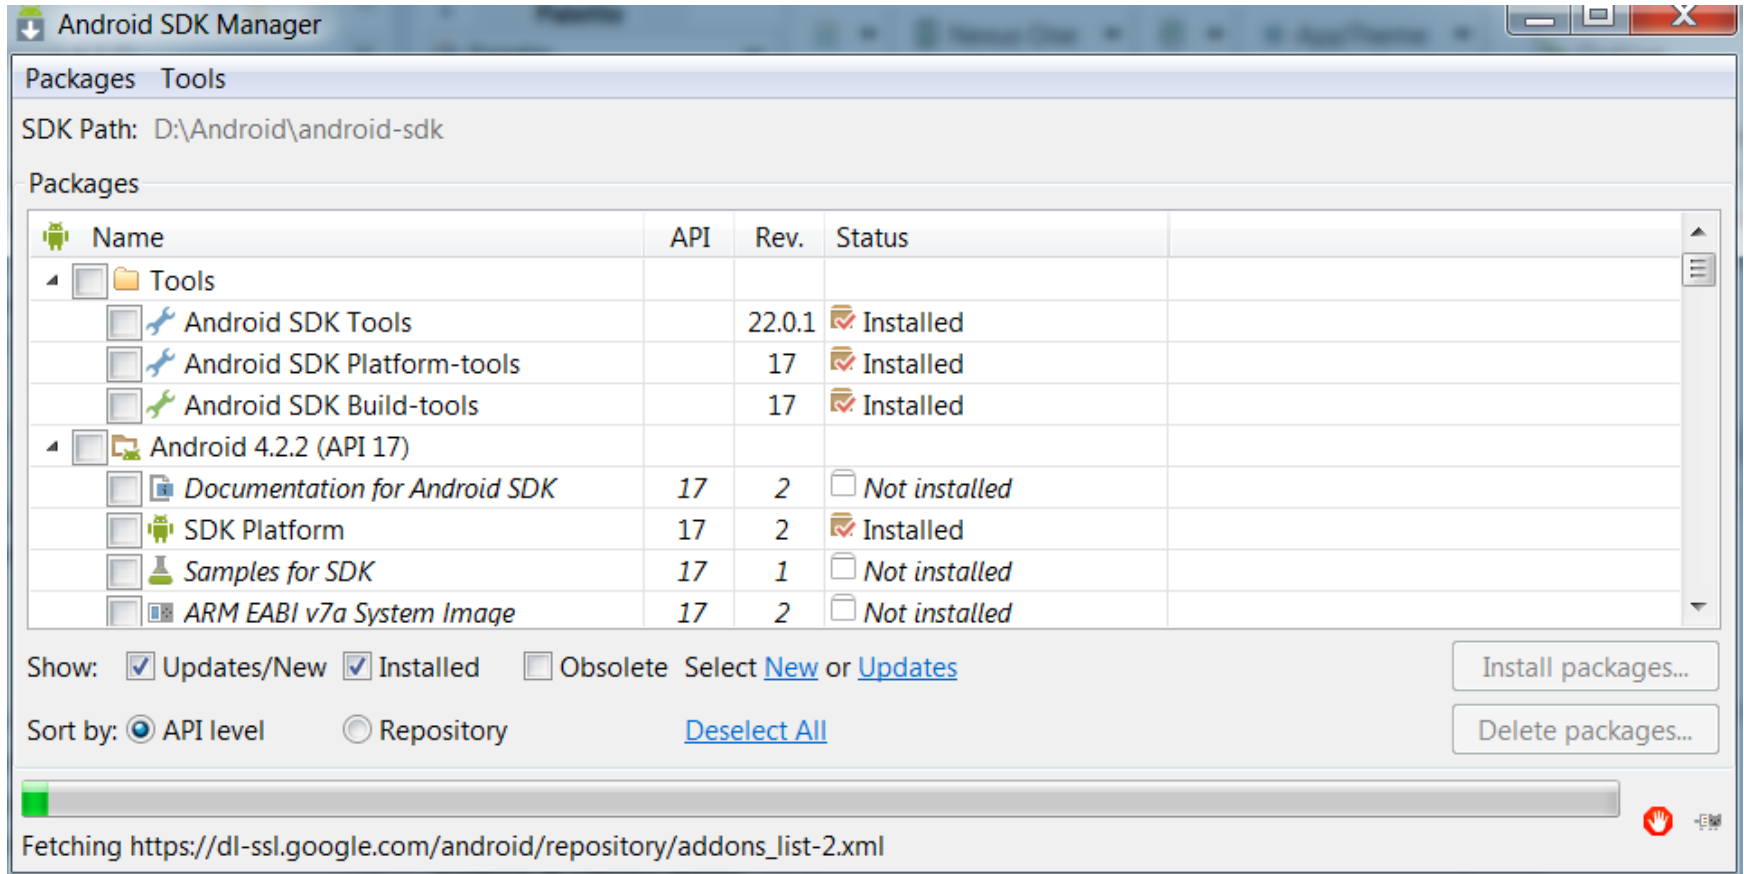 Android SDK Manager
Palette
Nexus One AppTheme
Packages Tools
SDK Path: D:\Android\android-sdk
Packages
Name API Rev. Status
Tools
Android SDK Tools 22.0.1 Installed
Android SDK Platform-tools 17 Installed
Android SDK Build-tools 17 Installed
Android 4.2.2 (API 17)
Documentation for Android SDK 17 2 Not installed
SDK Platform 17 2 Installed
Samples for SDK 17 1 Not installed
ARM EABI v7a System Image 17 2 Not installed
Show: Updates/New Installed Obsolete Select New or Updates Install packages...
Sort by: API level Repository Deselect All Delete packages...
Fetching https://dl-ssl.google.com/android/repository/addons_list-2.xml